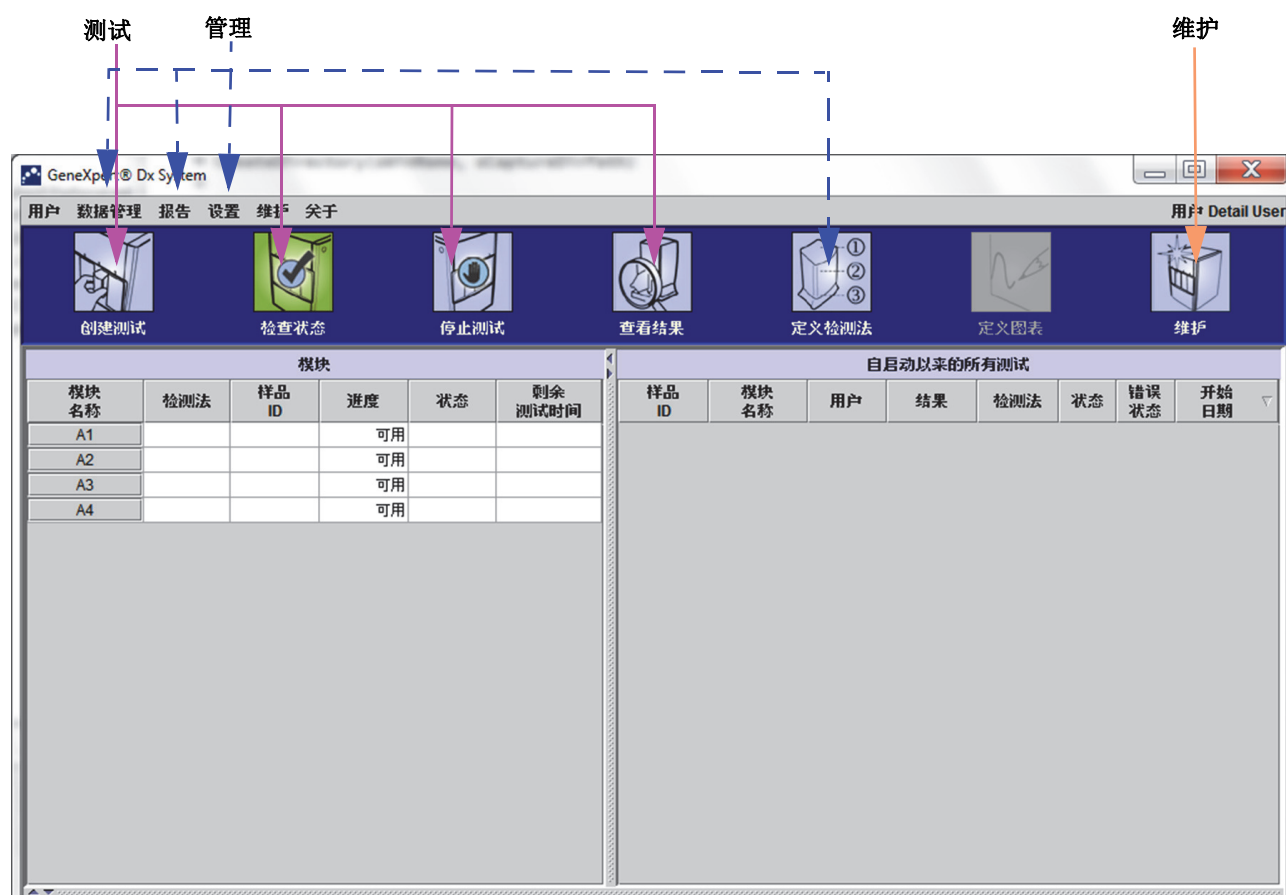 测试 管理 维护
GeneXpert® Dx System
用户 数据管理 报告 设置 维护 关于 用户 Detail User
①
②
③
创建测试 检查状态 停止测试 查看结果 定义检测法 定义图表 维护
模块 自启动以来的所有测试
模块 检测法 样品 进度 状态 剩余 样品 模块 用户 结果 检测法 状态 错误 开始
名称 ID 测试时间 ID 名称 状态 日期
A1 可用
A2 可用
A3 可用
A4 可用